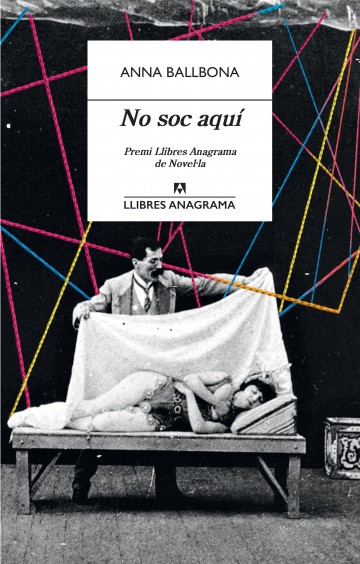 ANNA BALLBONA
No soc aquí
Premi Llibres Anagrama
de Novel·la
LLIBRES ANAGRAMA